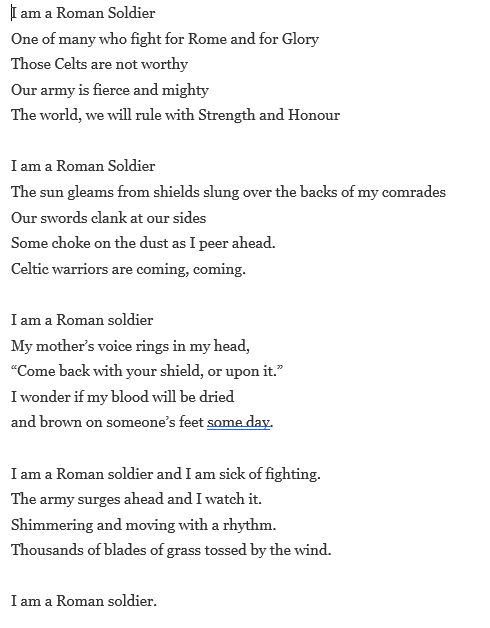 I am a Roman Soldier
One of many who fight for Rome and for Glory
Those Celts are not worthy
Our army is fierce and mighty
The world, we will rule with Strength and Honour

I am a Roman Soldier
The sun gleams from shields slung over the backs of my comrades
Our swords clank at our sides
Some choke on the dust as I peer ahead.
Celtic warriors are coming, coming.

I am a Roman soldier
My mother’s voice rings in my head,
“Come back with your shield, or upon it.”
I wonder if my blood will be dried
and brown on someone’s feet some day.

I am a Roman soldier and I am sick of fighting.
The army surges ahead and I watch it.
Shimmering and moving with a rhythm.
Thousands of blades of grass tossed by the wind.

I am a Roman soldier.